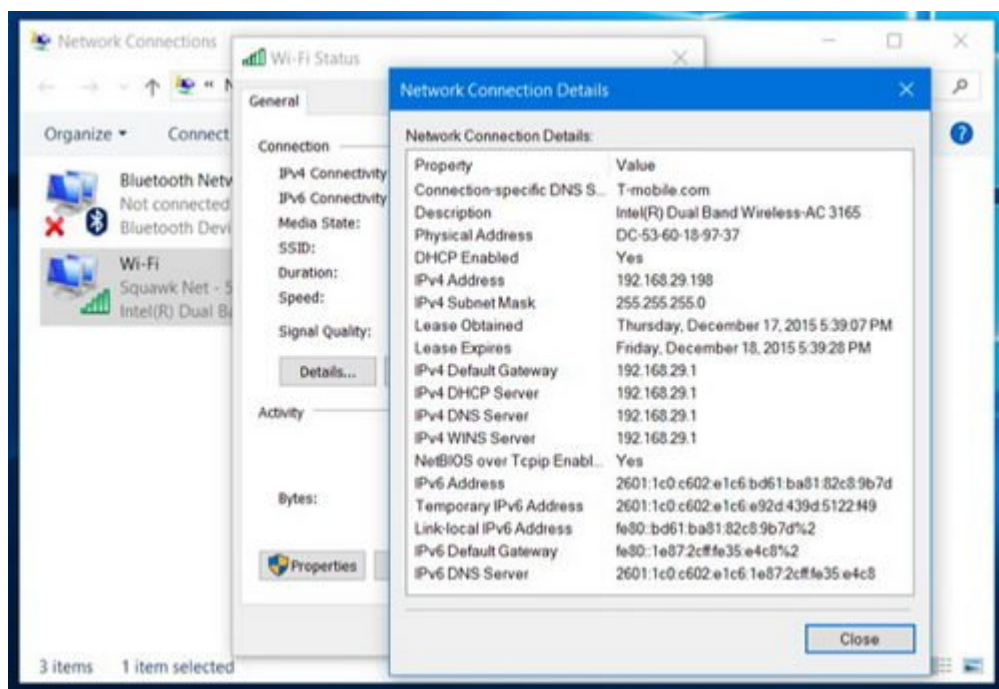 Network Connections
Organize
Connect
Bluetooth Netw
Not connected
Bluetooth Devi
Wi-Fi
Squawk Net - 5
Intel(R) Dual Ba
3 items 1 item selected
Wi-Fi Status
General
Connection
IPv4 Connectivity
IPv6 Connectivity
Media State:
SSID:
Duration:
Speed:
Signal Quality:
Details...
Activity
Bytes:
Properties
Network Connection Details
Network Connection Details:
Property Value
Connection-specific DNS S... T-mobile.com
Description Intel(R) Dual Band Wireless-AC 3165
Physical Address DC-53-60-18-97-37
DHCP Enabled Yes
IPv4 Address 192.168.29.198
IPv4 Subnet Mask 255.255.255.0
Lease Obtained Thursday, December 17, 2015 5:39:07 PM
Lease Expires Friday, December 18, 2015 5:39:28 PM
IPv4 Default Gateway 192.168.29.1
IPv4 DHCP Server 192.168.29.1
IPv4 DNS Server 192.168.29.1
IPv4 WINS Server 192.168.29.1
NetBIOS over Tcpip Enabl... Yes
IPv6 Address 2601:1c0:c602:e1c6:bd61:ba81:82c8:9b7d
Temporary IPv6 Address 2601:1c0:c602:e1c6:e92d:439d:5122:f49
Link-local IPv6 Address fe80::bd61:ba81:82c8:9b7d%2
IPv6 Default Gateway fe80::1e87:2cff:fe35:e4c8%2
IPv6 DNS Server 2601:1c0:c602:e1c6:1e87:2cff:fe35:e4c8
Close